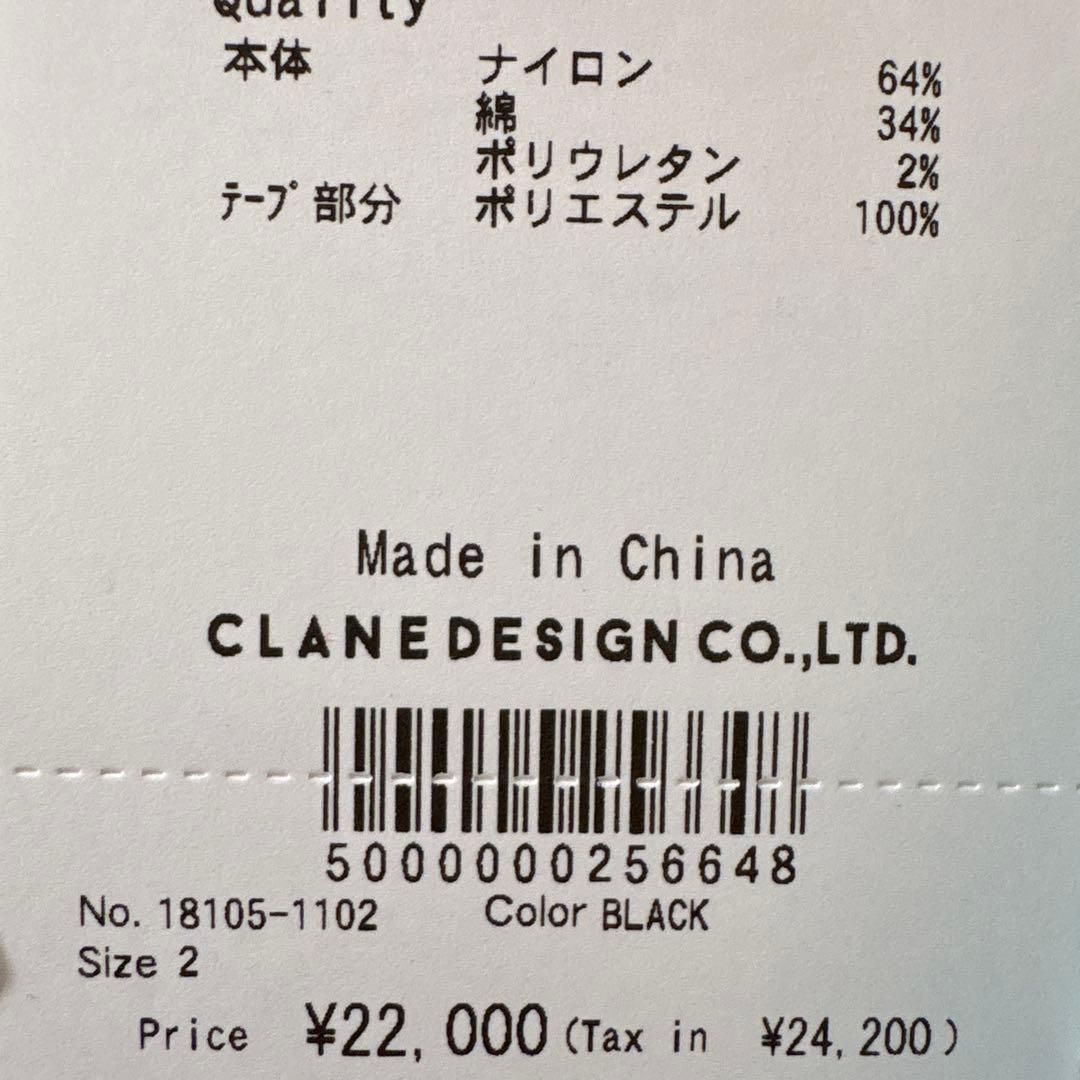 Quality
本体 ナイロン 64%
綿 34%
ポリウレタン 2%
ﾃｰﾌﾟ部分 ポリエステル 100%
Made in China
CLANE DESIGN CO.,LTD.
5000000256648
No. 18105-1102 Color BLACK
Size 2
Price ¥22,000 (Tax in ¥24,200)